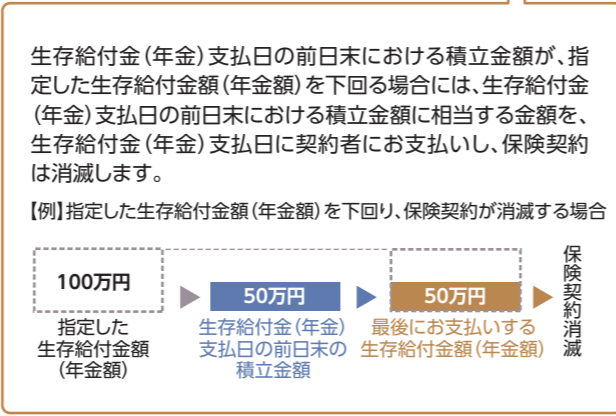 生存給付金(年金)支払日の前日末における積立金額が、指
定した生存給付金額(年金額)を下回る場合には、生存給付金
(年金)支払日の前日末における積立金額に相当する金額を、
生存給付金(年金)支払日に契約者にお支払いし、保険契約
は消滅します。
【例】指定した生存給付金額(年金額)を下回り、保険契約が消滅する場合
100万円
指定した
生存給付金額
(年金額)
50万円
生存給付金(年金)
支払日の前日末の
積立金額
50万円
最後にお支払いする
生存給付金額(年金額)
保険契約消滅